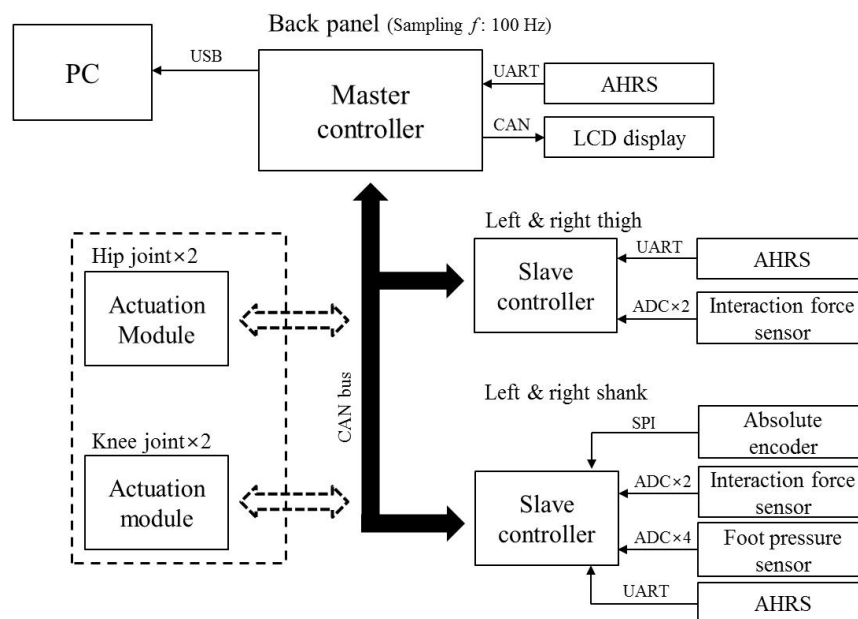 Back panel (Sampling f: 100 Hz)
PC
USB
Master
controller
UART
AHRS
CAN
LCD display
Hip joint×2
Actuation
Module
Knee joint×2
Actuation
module
CAN bus
Left & right thigh
Slave
controller
UART
AHRS
ADC×2
Interaction force
sensor
Left & right shank
Slave
controller
SPI
Absolute
encoder
ADC×2
Interaction force
sensor
ADC×4
Foot pressure
sensor
UART
AHRS